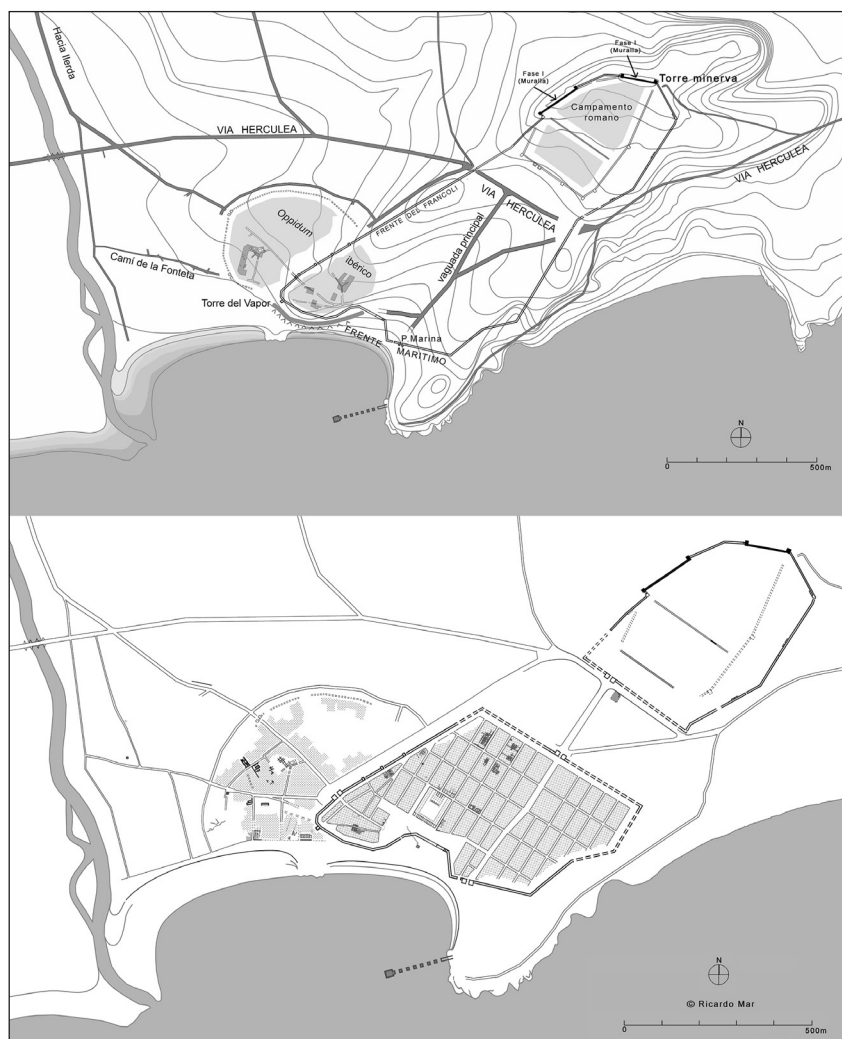 Hacia Ilerda
VIA HERCULEA
Fase I
(Muralla)
Fase I
(Muralla)
Torre minerva
Campamento
romano
VIA HERCULEA
VIA HERCULEA
FRENTE DEL FRANCOLI
vaguada principal
Oppidum
ibérico
Camí de la Fonteta
Torre del Vapor
P.Marina
FRENTE MARITIMO
N
0 500m
N
© Ricardo Mar
0 500m